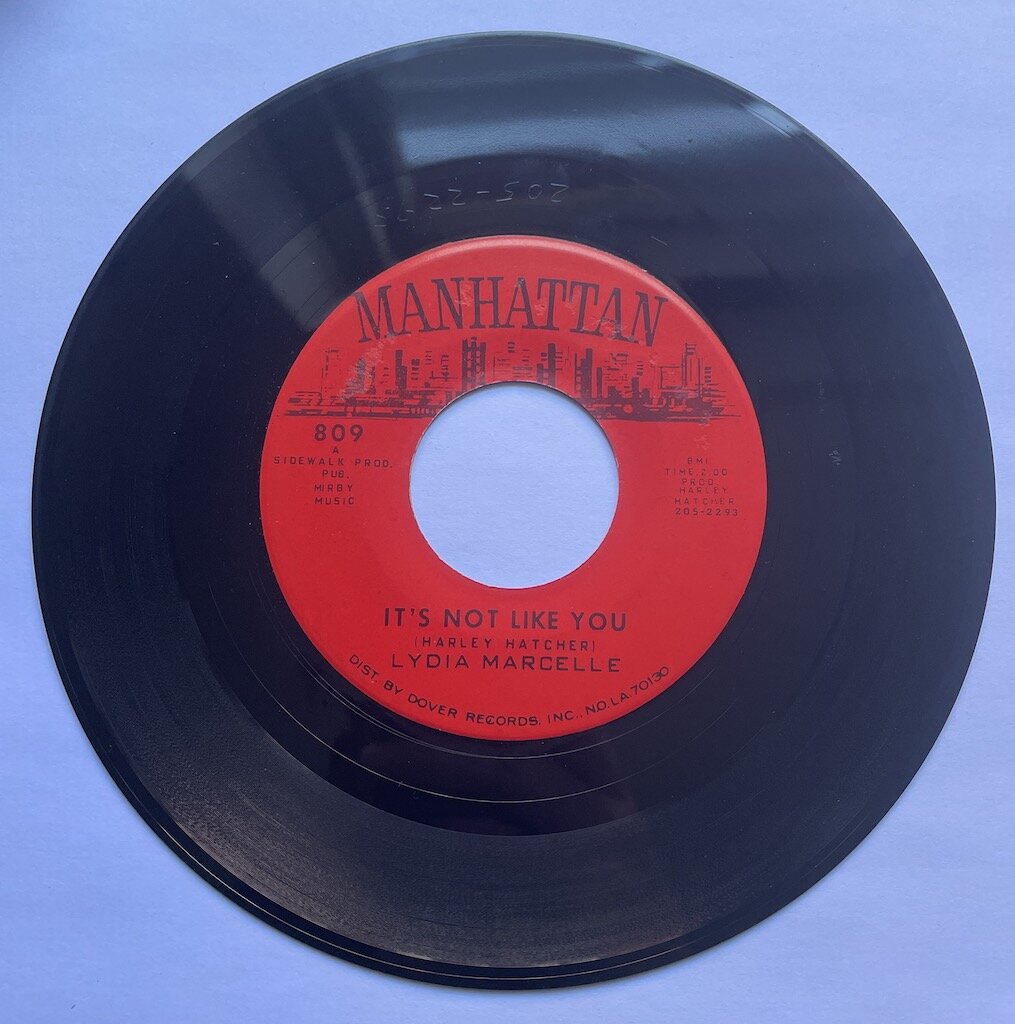 205-2293
MANHATTAN
809
A
SIDEWALK PROD.
PUB.
MIRBY
MUSIC
BMI
TIME.2.00
PROD.
HARLEY
HATCHER
205-2293
IT'S NOT LIKE YOU
(HARLEY HATCHER)
LYDIA MARCELLE
DIST. BY DOVER RECORDS, INC., N.O. LA. 70130